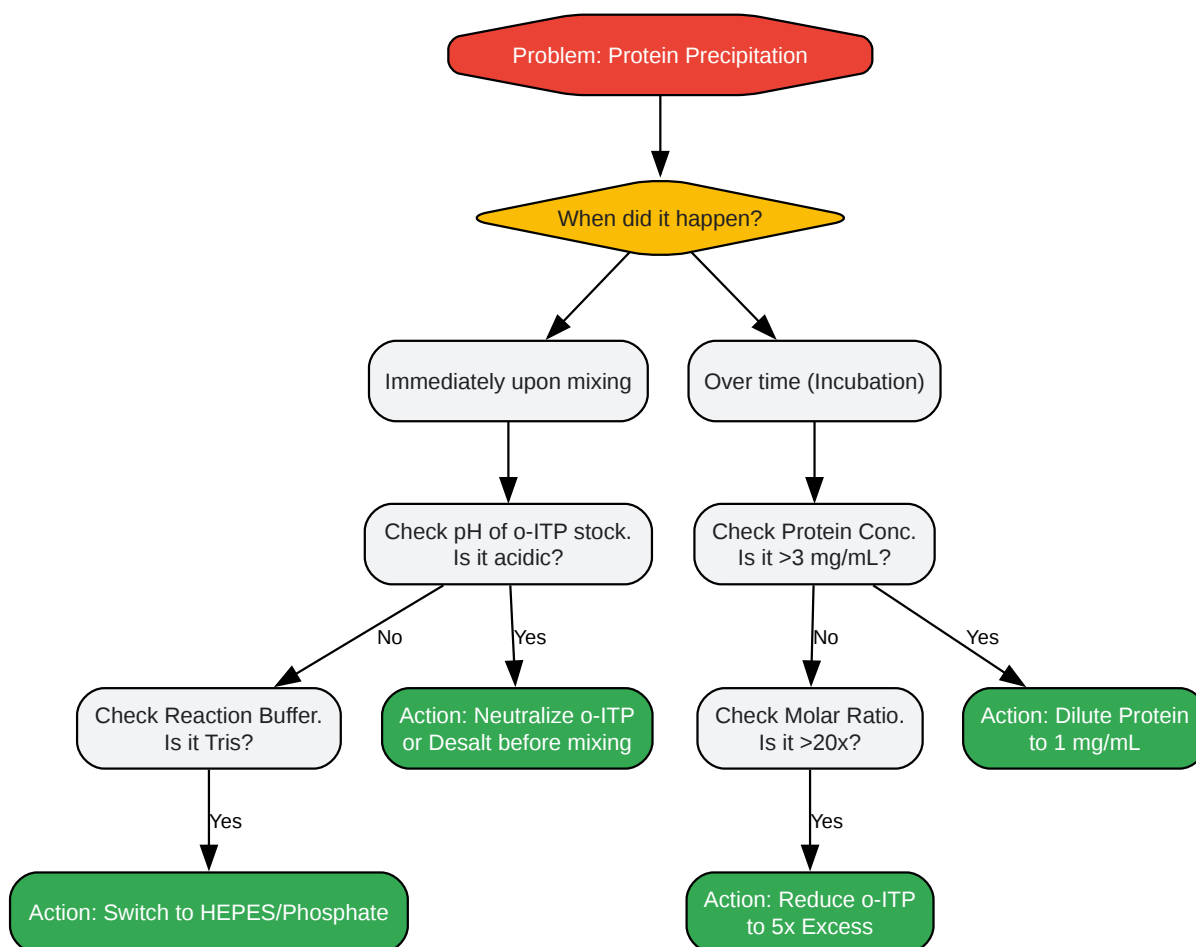 Problem: Protein Precipitation
When did it happen?
Immediately upon mixing
Over time (Incubation)
Check pH of o-ITP stock.
Is it acidic?
Check Protein Conc.
Is it >3 mg/mL?
No
Yes
No
Yes
Check Reaction Buffer.
Is it Tris?
Action: Neutralize o-ITP
or Desalt before mixing
Check Molar Ratio.
Is it >20x?
Action: Dilute Protein
to 1 mg/mL
Yes
Yes
Action: Switch to HEPES/Phosphate
Action: Reduce o-ITP
to 5x Excess